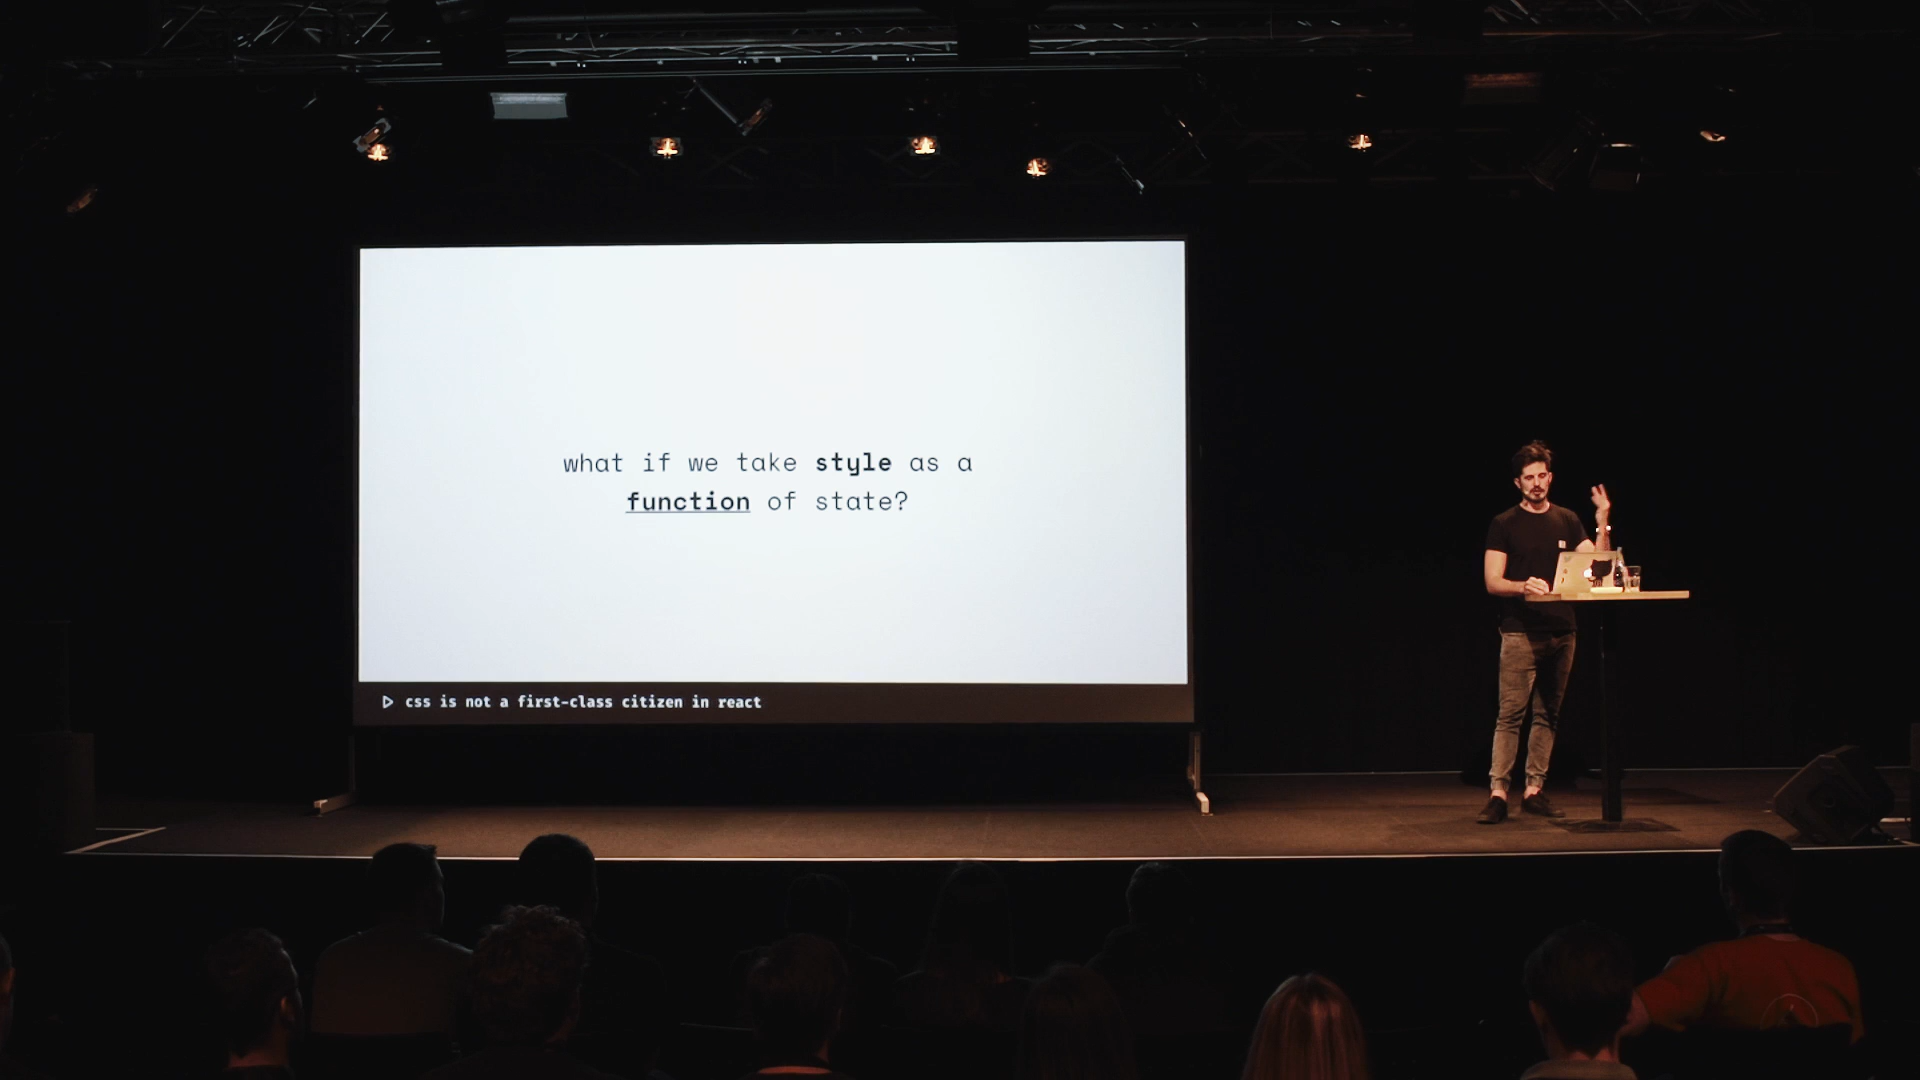 what if we take style as a
function of state?
css is not a first-class citizen in react